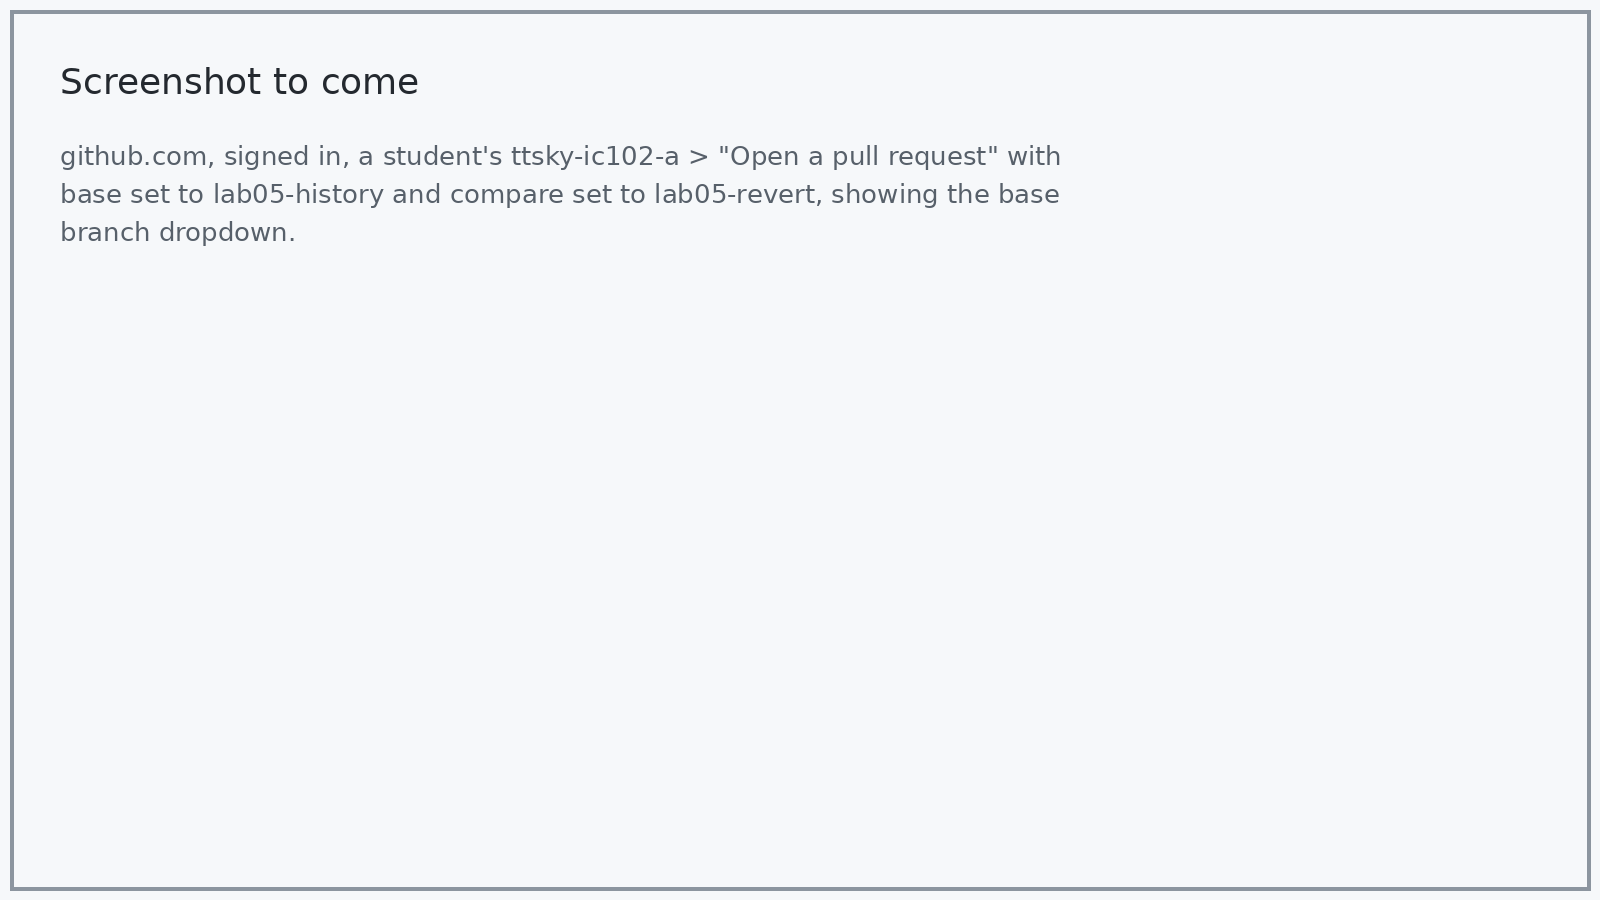 Screenshot to come
github.com, signed in, a student's ttsky-ic102-a > "Open a pull request" with
base set to lab05-history and compare set to lab05-revert, showing the base
branch dropdown.